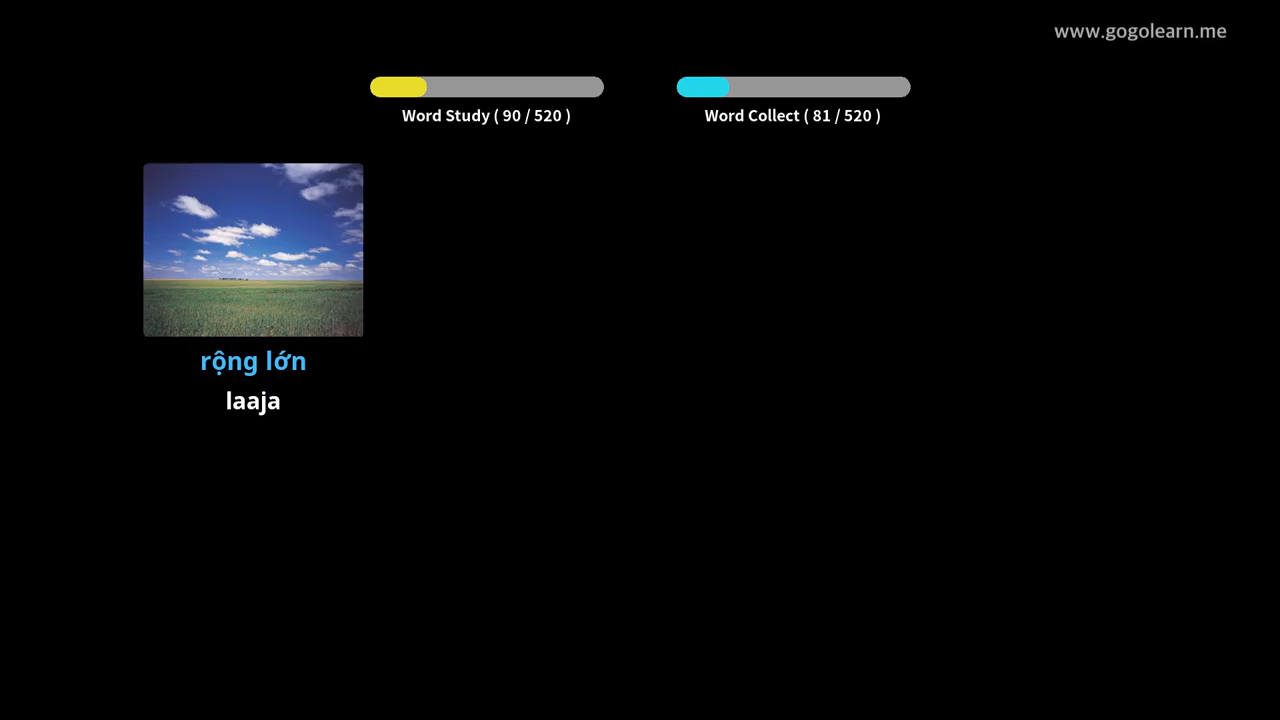 www.gogolearn.me
Word Study ( 90 / 520 )
Word Collect ( 81 / 520 )
rộng lớn
laaja